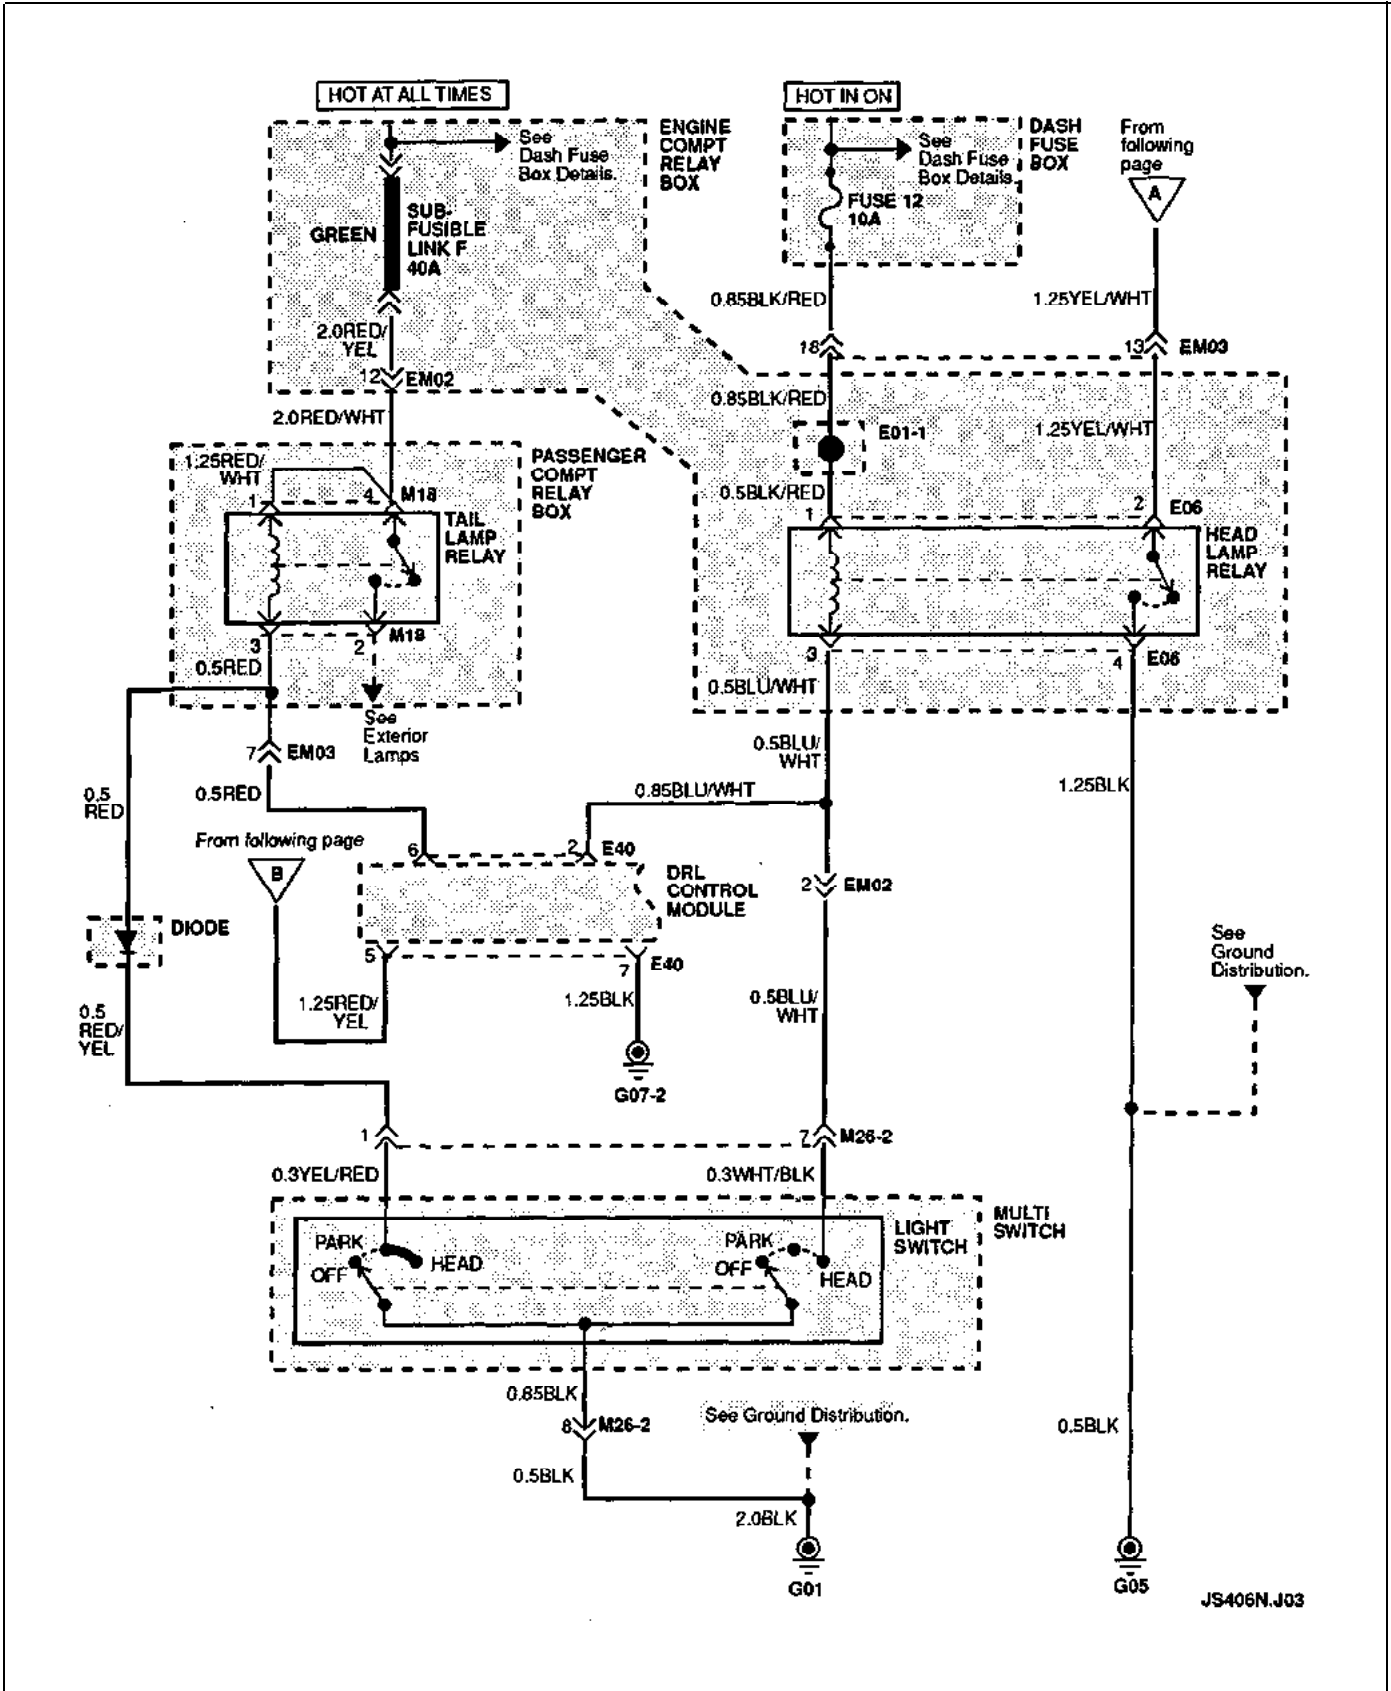 HOT AT ALL TIMES
HOT IN ON
See
Dash Fuse
Box Details.
ENGINE
COMPT
RELAY
BOX
See
Dash Fuse
Box Details.
DASH
FUSE
BOX
From
following
page
A
GREEN
SUB-
FUSIBLE
LINK F
40A
FUSE 12
10A
2.0RED/
YEL
0.85BLK/RED
1.25YEL/WHT
18
13
EM03
12
EM02
2.0RED/WHT
0.85BLK/RED
1.25YEL/WHT
E01-1
0.5BLK/RED
1.25RED/
WHT
PASSENGER
COMPT
RELAY
BOX
1
4
M18
TAIL
LAMP
RELAY
1
2
E06
HEAD
LAMP
RELAY
3
2
M19
0.5RED
See
Exterior
Lamps
3
4
E06
0.5BLU/WHT
7
EM03
0.5BLU/
WHT
1.25BLK
0.5
RED
0.5RED
0.85BLU/WHT
From following page
B
6
2
E40
DRL
CONTROL
MODULE
2
EM02
DIODE
5
7
E40
See
Ground
Distribution.
0.5
RED/
YEL
1.25RED/
YEL
1.25BLK
0.5BLU/
WHT
G07-2
1
7
M26-2
0.3YEL/RED
0.3WHT/BLK
PARK
OFF
HEAD
PARK
OFF
HEAD
LIGHT
SWITCH
MULTI
SWITCH
0.85BLK
8
M26-2
See Ground Distribution.
0.5BLK
0.5BLK
2.0BLK
G01
G05
JS406N.J03